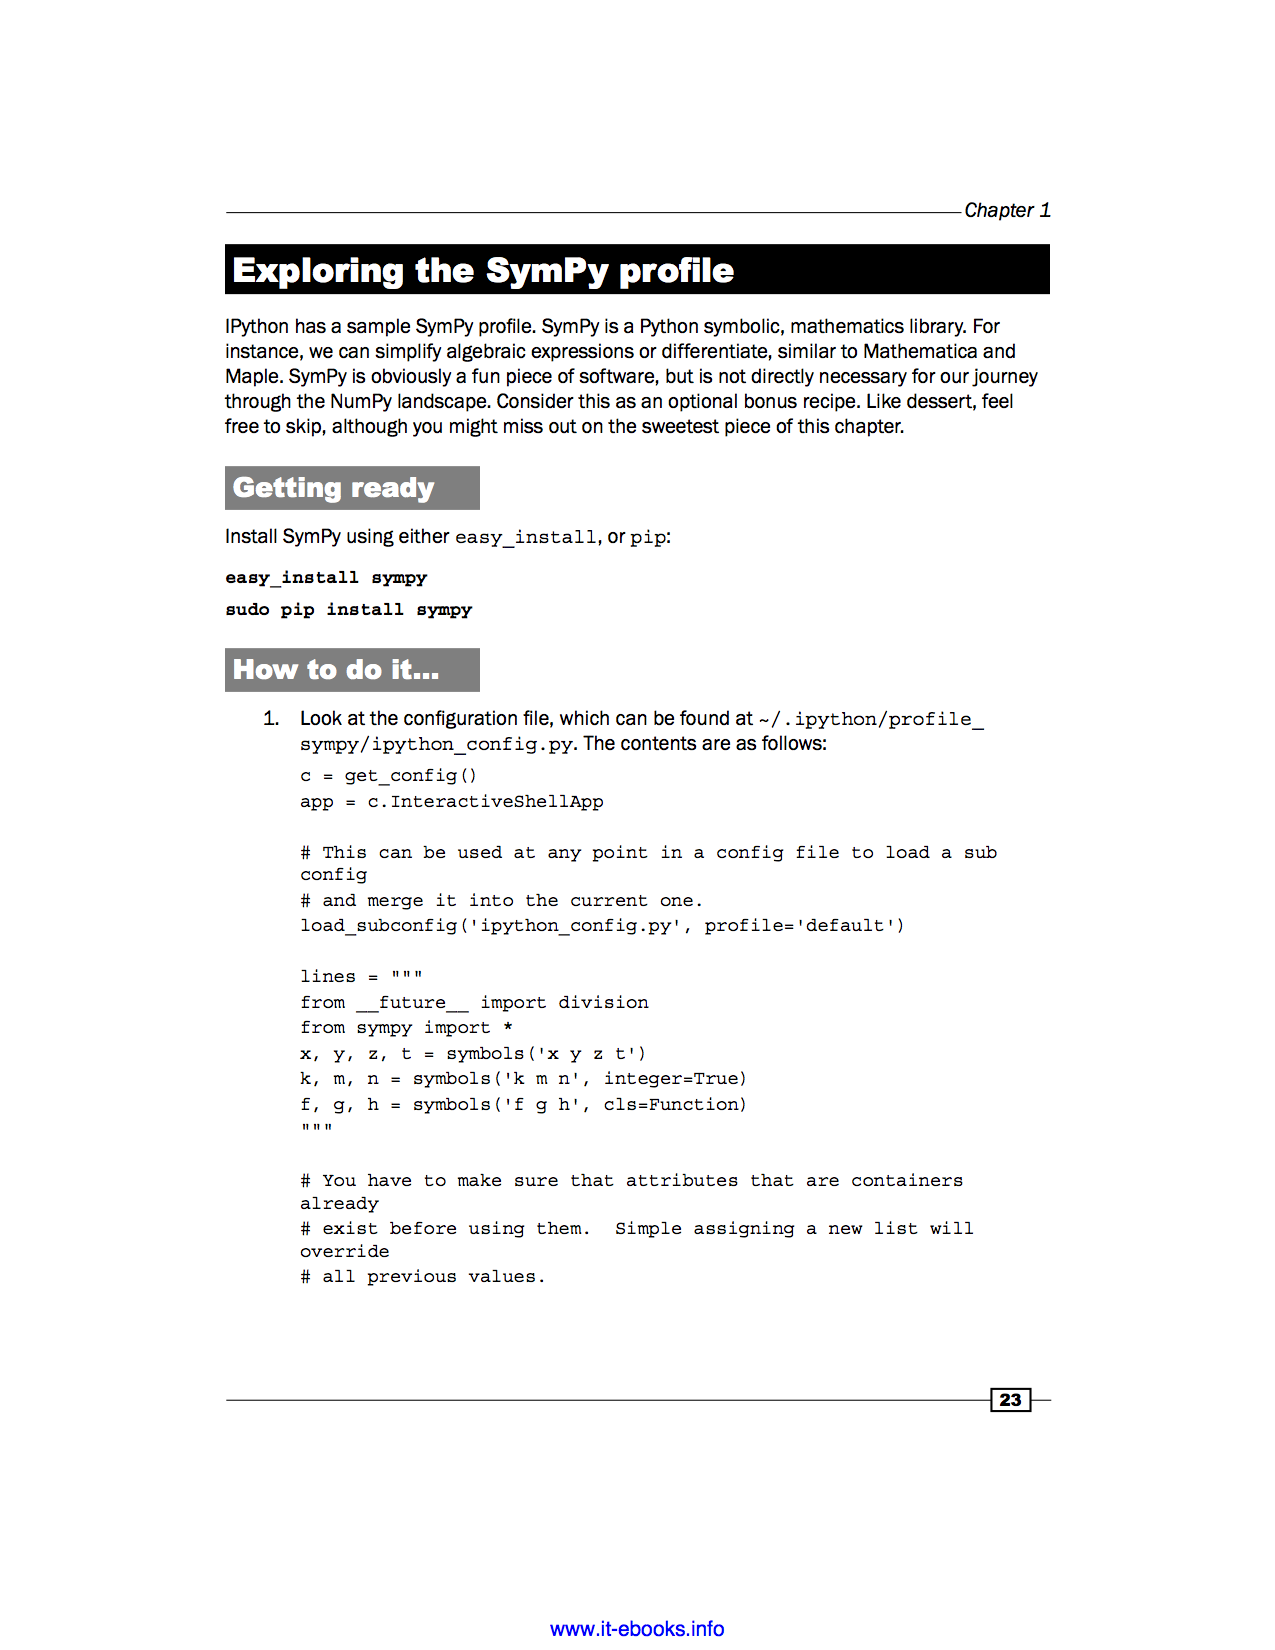 Chapter 1
Exploring the SymPy profile
IPython has a sample SymPy profile. SymPy is a Python symbolic, mathematics library. For
instance, we can simplify algebraic expressions or differentiate, similar to Mathematica and
Maple. SymPy is obviously a fun piece of software, but is not directly necessary for our journey
through the NumPy landscape. Consider this as an optional bonus recipe. Like dessert, feel
free to skip, although you might miss out on the sweetest piece of this chapter.
Getting ready
Install SymPy using either easy_install, or pip:
easy_install sympy
sudo pip install sympy
How to do it...
1. Look at the configuration file, which can be found at ~/.ipython/profile_
sympy/ipython_config.py. The contents are as follows:
c = get_config()
app = c.InteractiveShellApp
# This can be used at any point in a config file to load a sub
config
# and merge it into the current one.
load_subconfig('ipython_config.py', profile='default')
lines = """
from __future__ import division
from sympy import *
x, y, z, t = symbols('x y z t')
k, m, n = symbols('k m n', integer=True)
f, g, h = symbols('f g h', cls=Function)
"""
# You have to make sure that attributes that are containers
already
# exist before using them.  Simple assigning a new list will
override
# all previous values.
23
www.it-ebooks.info